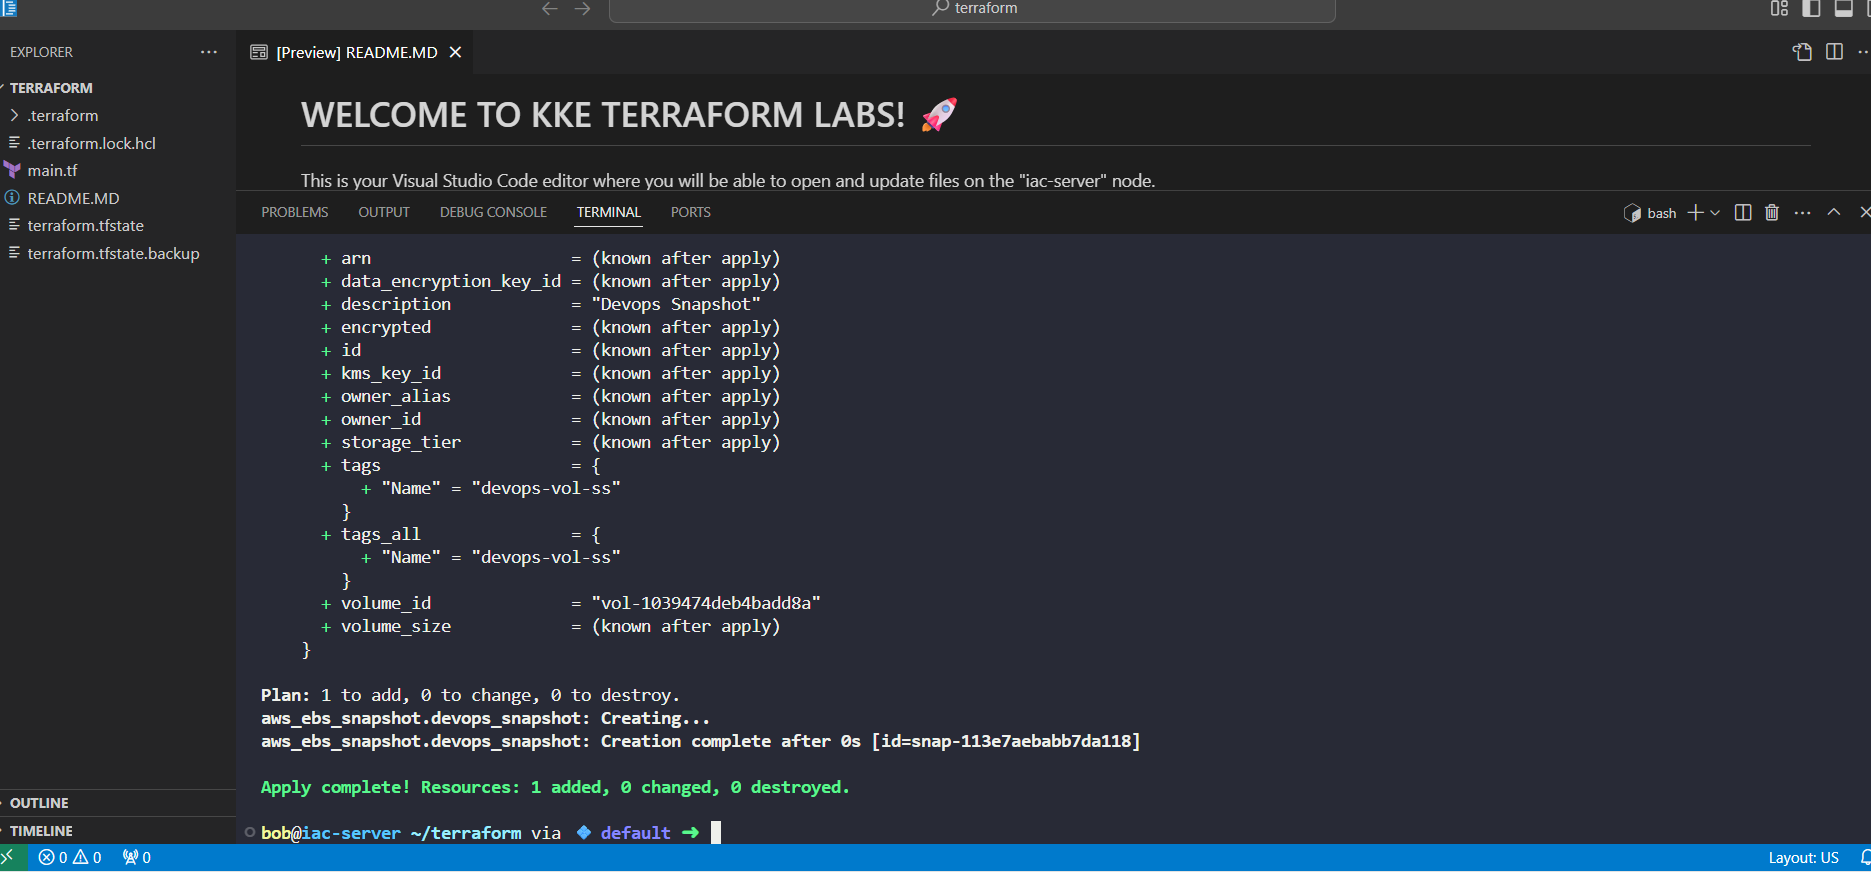 terraform
EXPLORER
[Preview] README.MD
TERRAFORM
.terraform
.terraform.lock.hcl
main.tf
README.MD
terraform.tfstate
terraform.tfstate.backup
WELCOME TO KKE TERRAFORM LABS! 🚀
This is your Visual Studio Code editor where you will be able to open and update files on the "iac-server" node.
PROBLEMS OUTPUT DEBUG CONSOLE TERMINAL PORTS
bash
+ arn = (known after apply)
+ data_encryption_key_id = (known after apply)
+ description = "Devops Snapshot"
+ encrypted = (known after apply)
+ id = (known after apply)
+ kms_key_id = (known after apply)
+ owner_alias = (known after apply)
+ owner_id = (known after apply)
+ storage_tier = (known after apply)
+ tags = {
+ "Name" = "devops-vol-ss"
}
+ tags_all = {
+ "Name" = "devops-vol-ss"
}
+ volume_id = "vol-1039474deb4badd8a"
+ volume_size = (known after apply)
}
Plan: 1 to add, 0 to change, 0 to destroy.
aws_ebs_snapshot.devops_snapshot: Creating...
aws_ebs_snapshot.devops_snapshot: Creation complete after 0s [id=snap-113e7aebabb7da118]
Apply complete! Resources: 1 added, 0 changed, 0 destroyed.
bob@iac-server ~/terraform via 🔹 default ➜
OUTLINE
TIMELINE
0 0 0
Layout: US